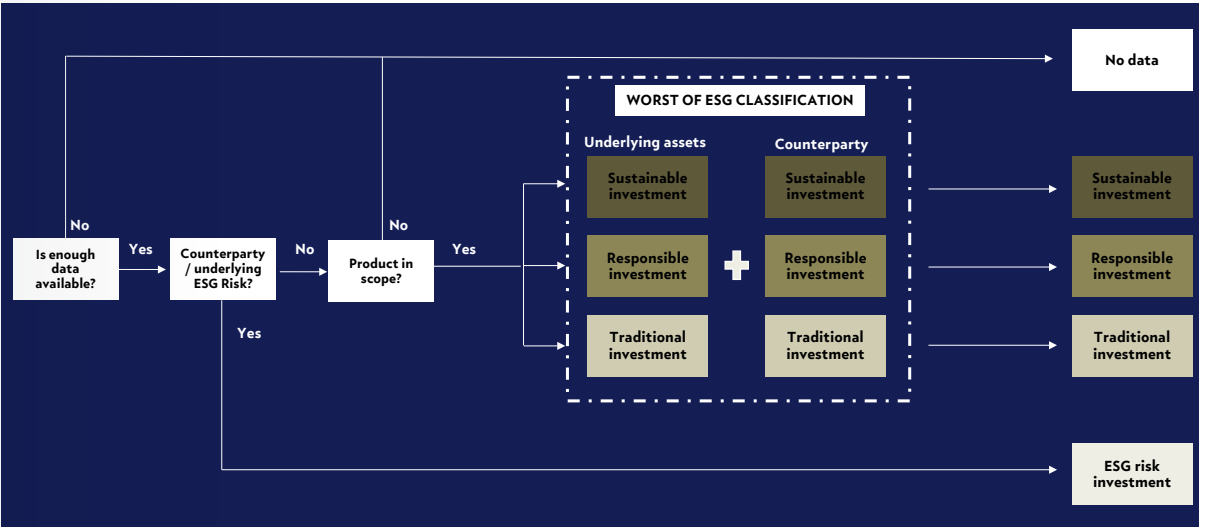 No data
WORST OF ESG CLASSIFICATION
Underlying assets
Counterparty
Sustainable
investment
Sustainable
investment
Sustainable
investment
No
No
Is enough
data
available?
Yes
Counterparty
/ underlying
ESG Risk?
No
Product in
scope?
Yes
Responsible
investment
Responsible
investment
Responsible
investment
Yes
Traditional
investment
Traditional
investment
Traditional
investment
ESG risk
investment